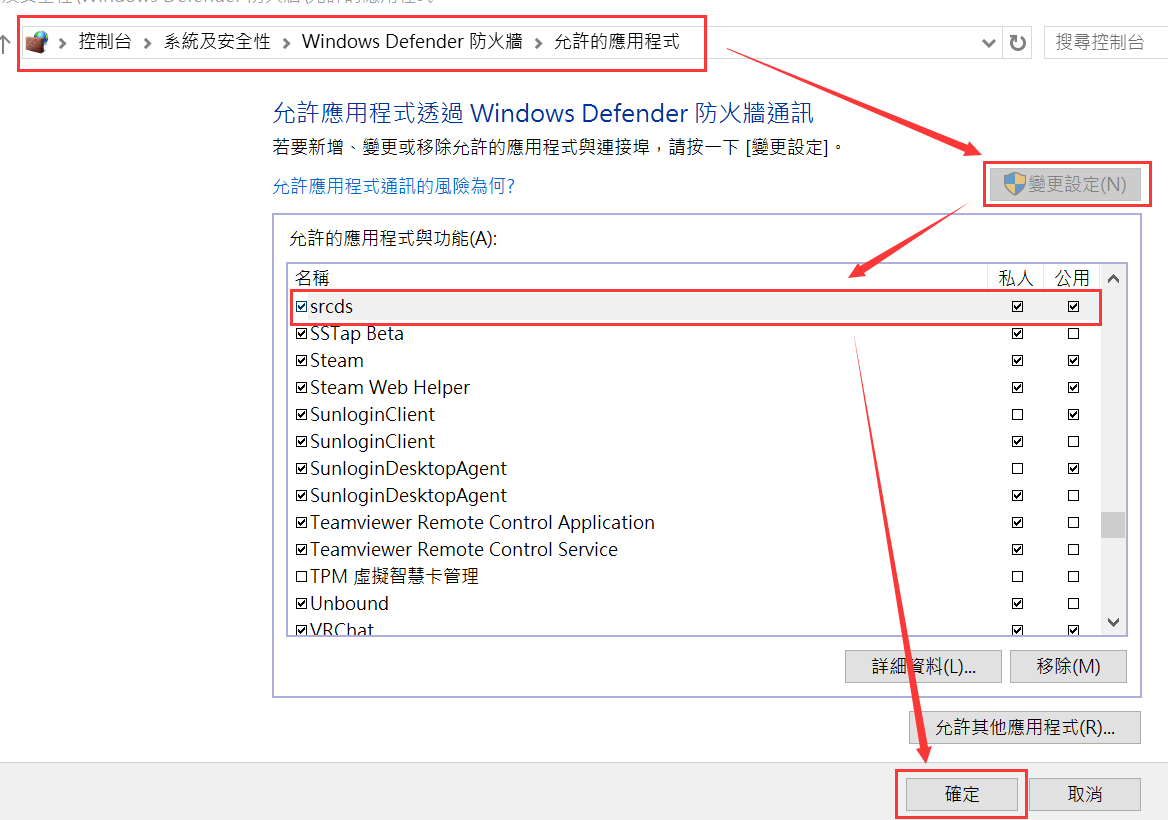 控制台 › 系統及安全性 › Windows Defender 防火牆 › 允許的應用程式
搜尋控制台
允許應用程式透過 Windows Defender 防火牆通訊
若要新增、變更或移除允許的應用程式與連接埠，請按一下 [變更設定]。
允許應用程式通訊的風險為何?
變更設定(N)
允許的應用程式與功能(A):
名稱 私人 公用
srcds
SSTap Beta
Steam
Steam Web Helper
SunloginClient
SunloginClient
SunloginDesktopAgent
SunloginDesktopAgent
Teamviewer Remote Control Application
Teamviewer Remote Control Service
TPM 虛擬智慧卡管理
Unbound
VRChat
詳細資料(L)...
移除(M)
允許其他應用程式(R)...
確定
取消